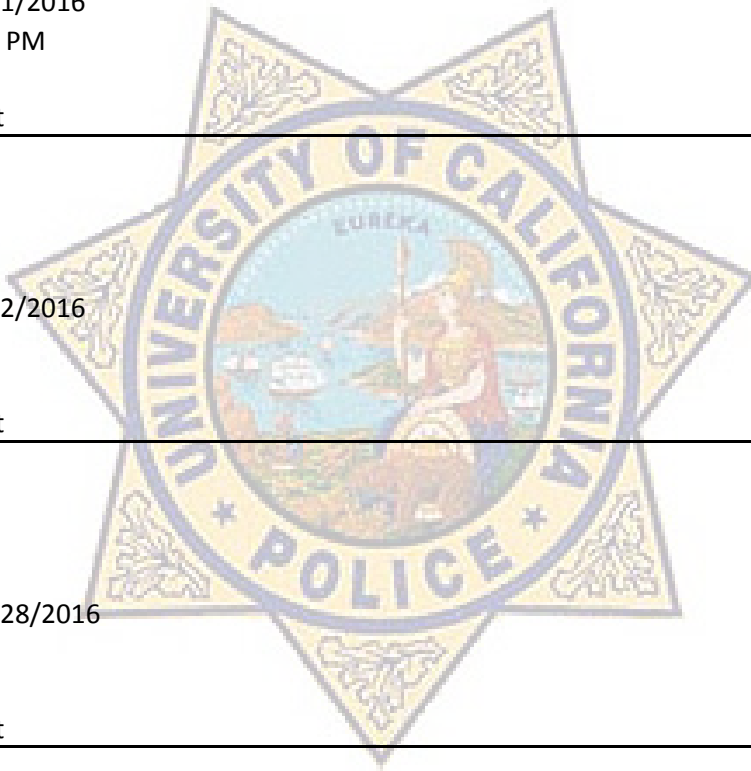 1/2016
PM
t
UNIVERSITY OF CALIFORNIA
EUREKA
2/2016
t
★ POLICE ★
28/2016
t